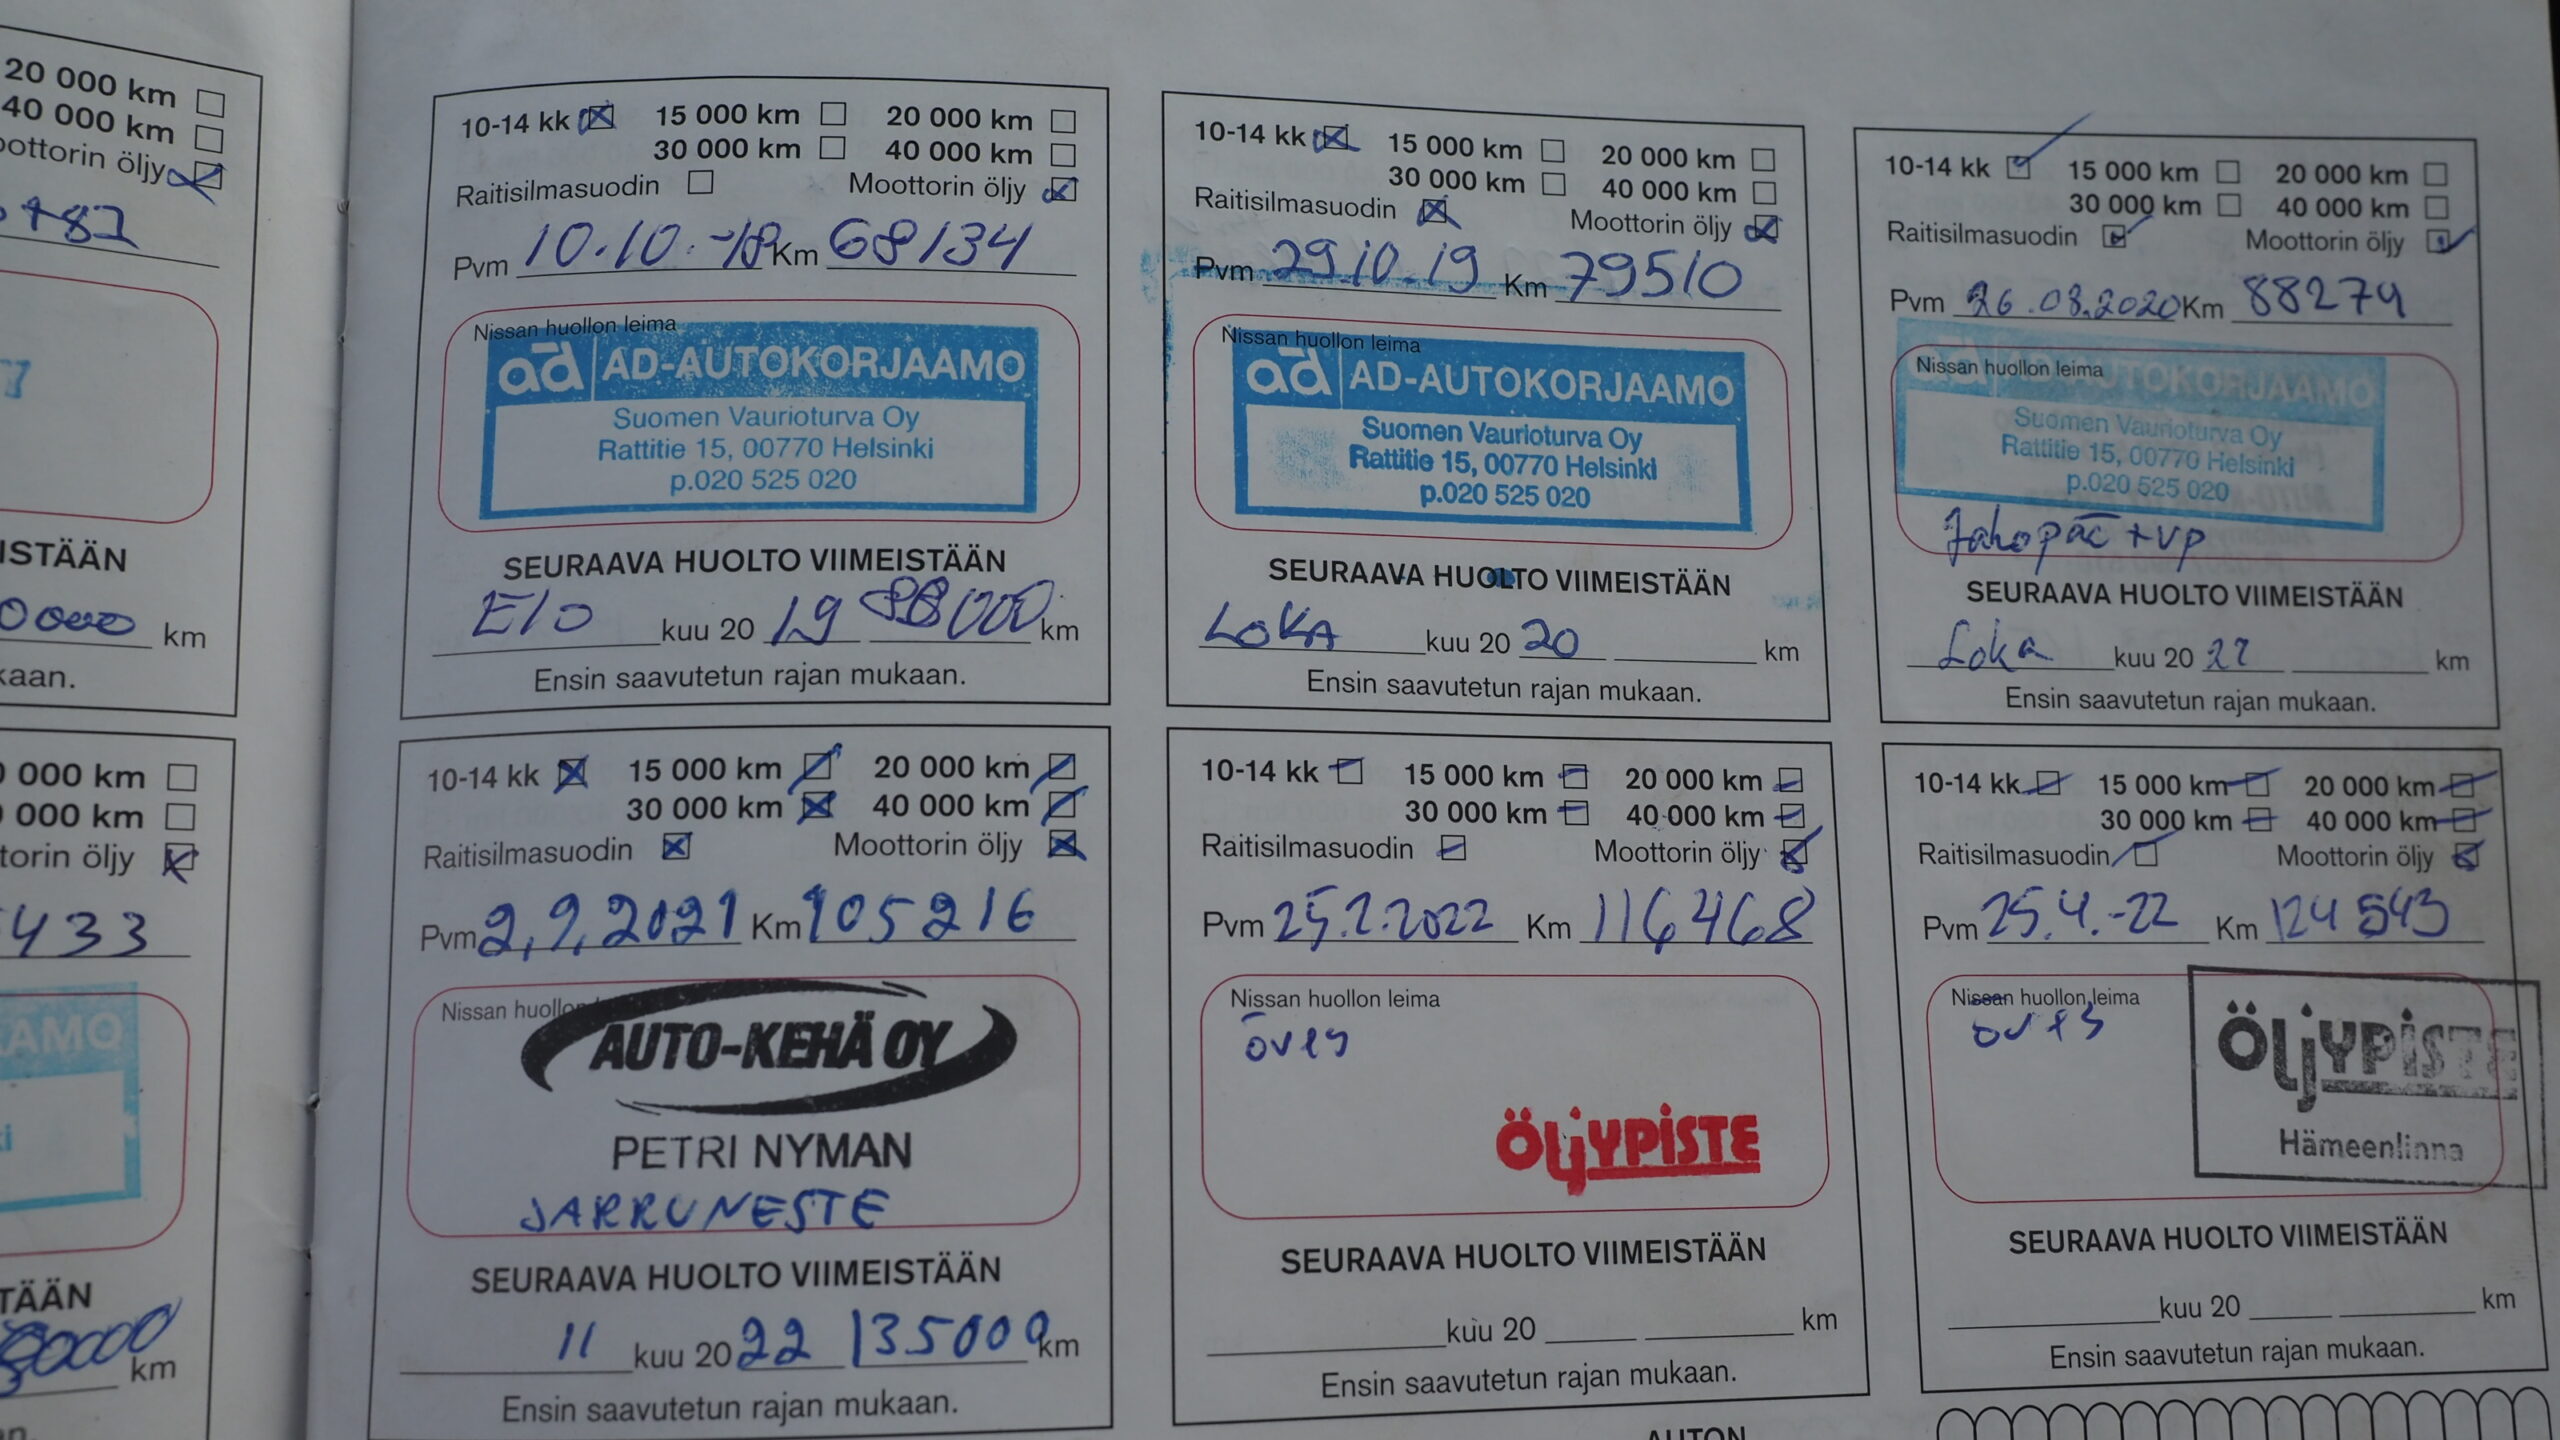 20 000 km
40 000 km
Moottorin öljy
ISTÄÄN
km
000 km
000 km
torin öljy
433
AAMO
TÄÄN
km
10-14 kk 15 000 km 20 000 km
30 000 km 40 000 km
Raitisilmasuodin Moottorin öljy
Pvm 10.10.-18 Km 68134
Nissan huollon leima
ad AD-AUTOKORJAAMO
Suomen Vaurioturva Oy
Rattitie 15, 00770 Helsinki
p.020 525 020
SEURAAVA HUOLTO VIIMEISTÄÄN
ELO kuu 20 19 88000 km
Ensin saavutetun rajan mukaan.
10-14 kk 15 000 km 20 000 km
30 000 km 40 000 km
Raitisilmasuodin Moottorin öljy
Pvm 29.10.19 Km 79510
Nissan huollon leima
ad AD-AUTOKORJAAMO
Suomen Vaurioturva Oy
Rattitie 15, 00770 Helsinki
p.020 525 020
SEURAAVA HUOLTO VIIMEISTÄÄN
LOKA kuu 20 20 km
Ensin saavutetun rajan mukaan.
10-14 kk 15 000 km 20 000 km
30 000 km 40 000 km
Raitisilmasuodin Moottorin öljy
Pvm 26.08.2020 Km 88279
Nissan huollon leima
ad AD-AUTOKORJAAMO
Suomen Vaurioturva Oy
Rattitie 15, 00770 Helsinki
p.020 525 020
Jakopää + vp
SEURAAVA HUOLTO VIIMEISTÄÄN
Loka kuu 20 km
Ensin saavutetun rajan mukaan.
10-14 kk 15 000 km 20 000 km
30 000 km 40 000 km
Raitisilmasuodin Moottorin öljy
Pvm 2.9.2021 Km 105216
Nissan huollon
AUTO-KEHÄ OY
PETRI NYMAN
JARRUNESTE
SEURAAVA HUOLTO VIIMEISTÄÄN
11 kuu 20 22 135000 km
Ensin saavutetun rajan mukaan.
10-14 kk 15 000 km 20 000 km
30 000 km 40 000 km
Raitisilmasuodin Moottorin öljy
Pvm 25.2.2022 Km 116468
Nissan huollon leima
ÖLJYPISTE
SEURAAVA HUOLTO VIIMEISTÄÄN
kuu 20 km
Ensin saavutetun rajan mukaan.
10-14 kk 15 000 km 20 000 km
30 000 km 40 000 km
Raitisilmasuodin Moottorin öljy
Pvm 25.4.-22 Km 124543
Nissan huollon leima
ÖLJYPISTE
Hämeenlinna
SEURAAVA HUOLTO VIIMEISTÄÄN
kuu 20 km
Ensin saavutetun rajan mukaan.
AUTON